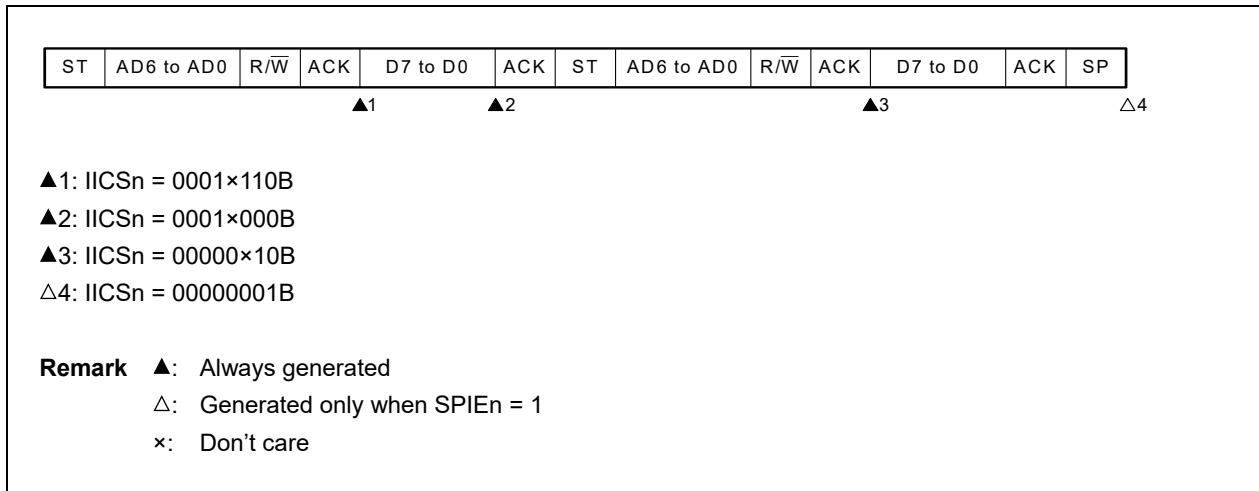 ST AD6 to AD0 R/W̅ ACK D7 to D0 ACK ST AD6 to AD0 R/W̅ ACK D7 to D0 ACK SP
▲1 ▲2 ▲3 △4
▲1: IICSn = 0001×110B
▲2: IICSn = 0001×000B
▲3: IICSn = 00000×10B
△4: IICSn = 00000001B
Remark ▲: Always generated
△: Generated only when SPIEn = 1
×: Don't care